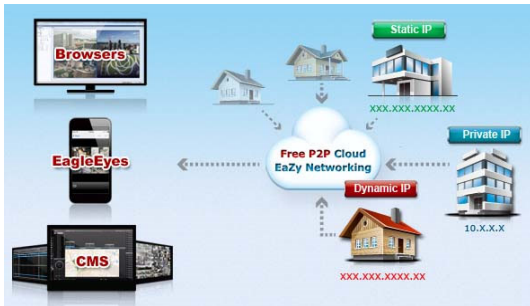 Browsers
Static IP
XXX.XXX.XXXX.XX
Free P2P Cloud
EaZy Networking
EagleEyes
Private IP
10.X.X.X
Dynamic IP
XXX.XXX.XXXX.XX
CMS